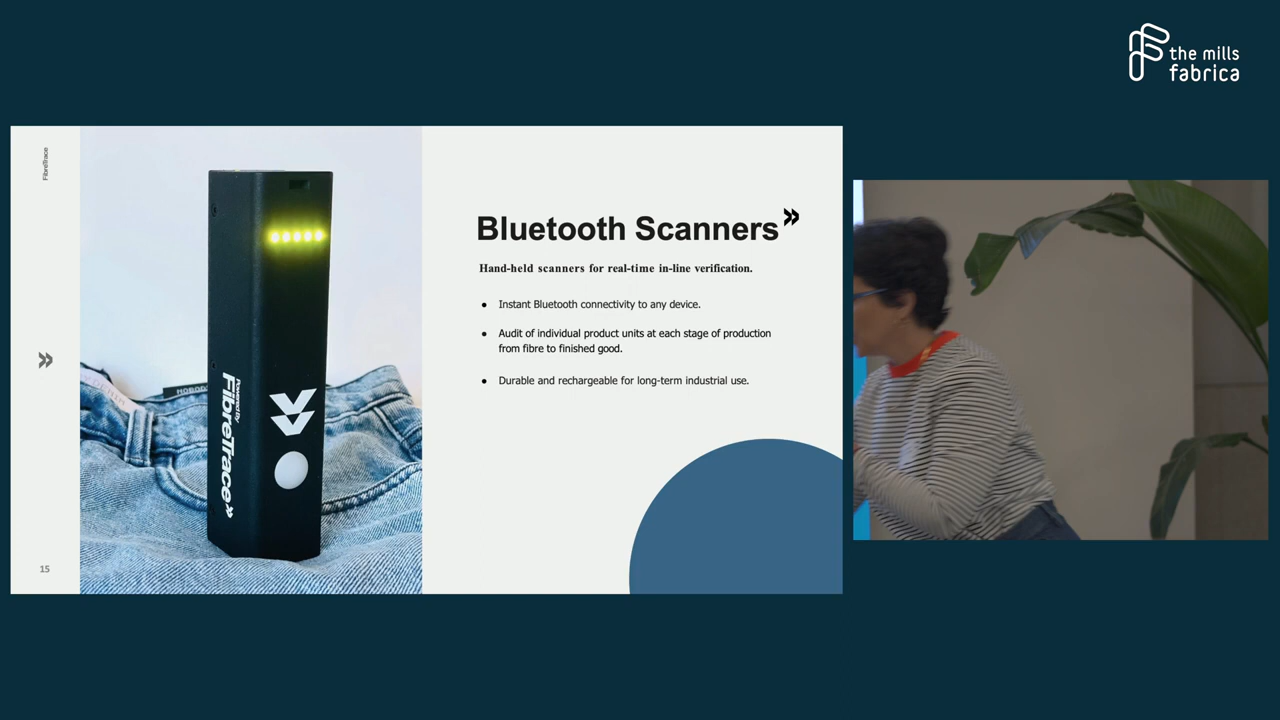 the mills
fabrica
FibreTrace
Bluetooth Scanners
Hand-held scanners for real-time in-line verification.
• Instant Bluetooth connectivity to any device.
• Audit of individual product units at each stage of production
from fibre to finished good.
• Durable and rechargeable for long-term industrial use.
Powered by
FibreTrace
15